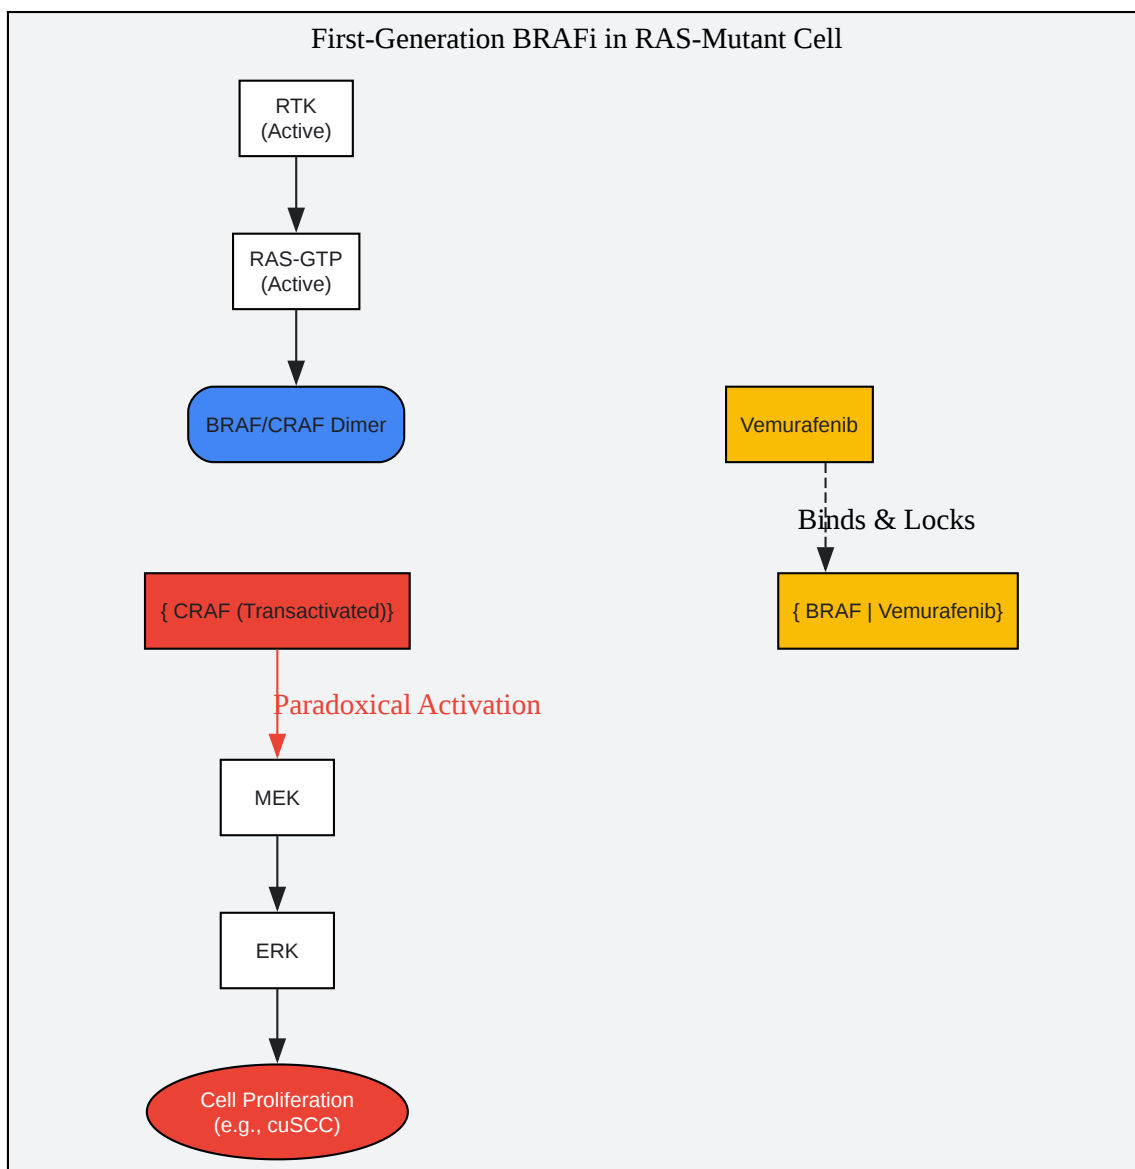 First-Generation BRAFi in RAS-Mutant Cell
RTK
(Active)
RAS-GTP
(Active)
BRAF/CRAF Dimer
Vemurafenib
Binds & Locks
{ CRAF (Transactivated)}
{ BRAF | Vemurafenib}
Paradoxical Activation
MEK
ERK
Cell Proliferation
(e.g., cuSCC)